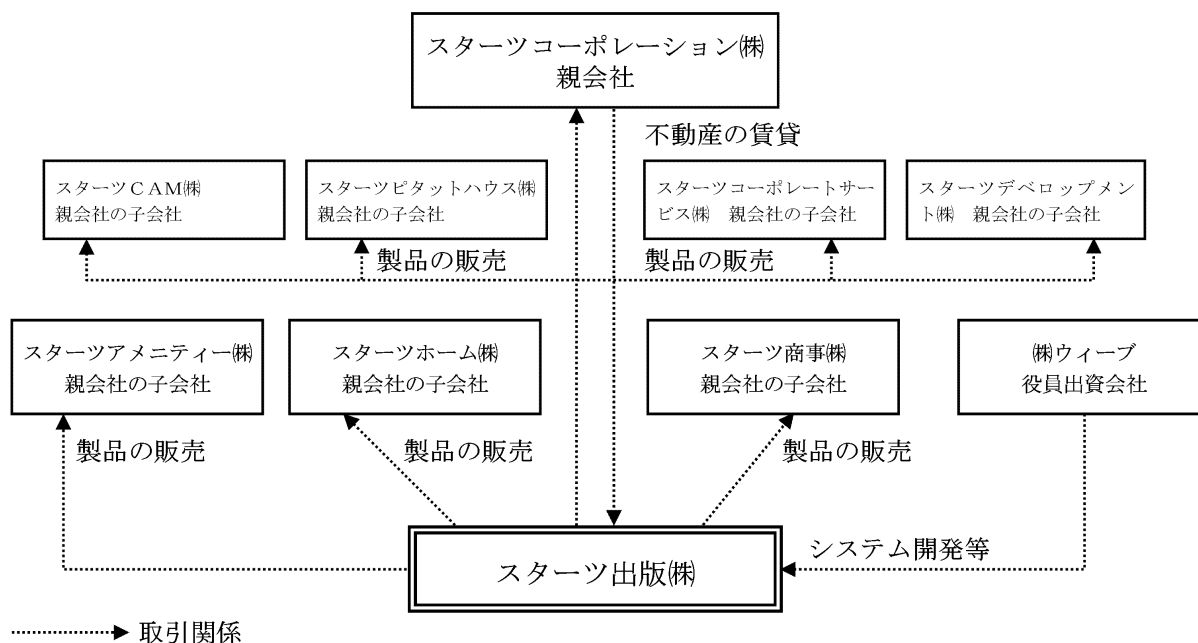 スターツコーポレーション㈱
親会社
不動産の賃貸
スターツＣＡＭ㈱
親会社の子会社
スターツピタットハウス㈱
親会社の子会社
スターツコーポレートサー
ビス㈱　親会社の子会社
スターツデベロップメン
ト㈱　親会社の子会社
製品の販売
製品の販売
スターツアメニティー㈱
親会社の子会社
スターツホーム㈱
親会社の子会社
スターツ商事㈱
親会社の子会社
㈱ウィーブ
役員出資会社
製品の販売
製品の販売
製品の販売
システム開発等
スターツ出版㈱
取引関係